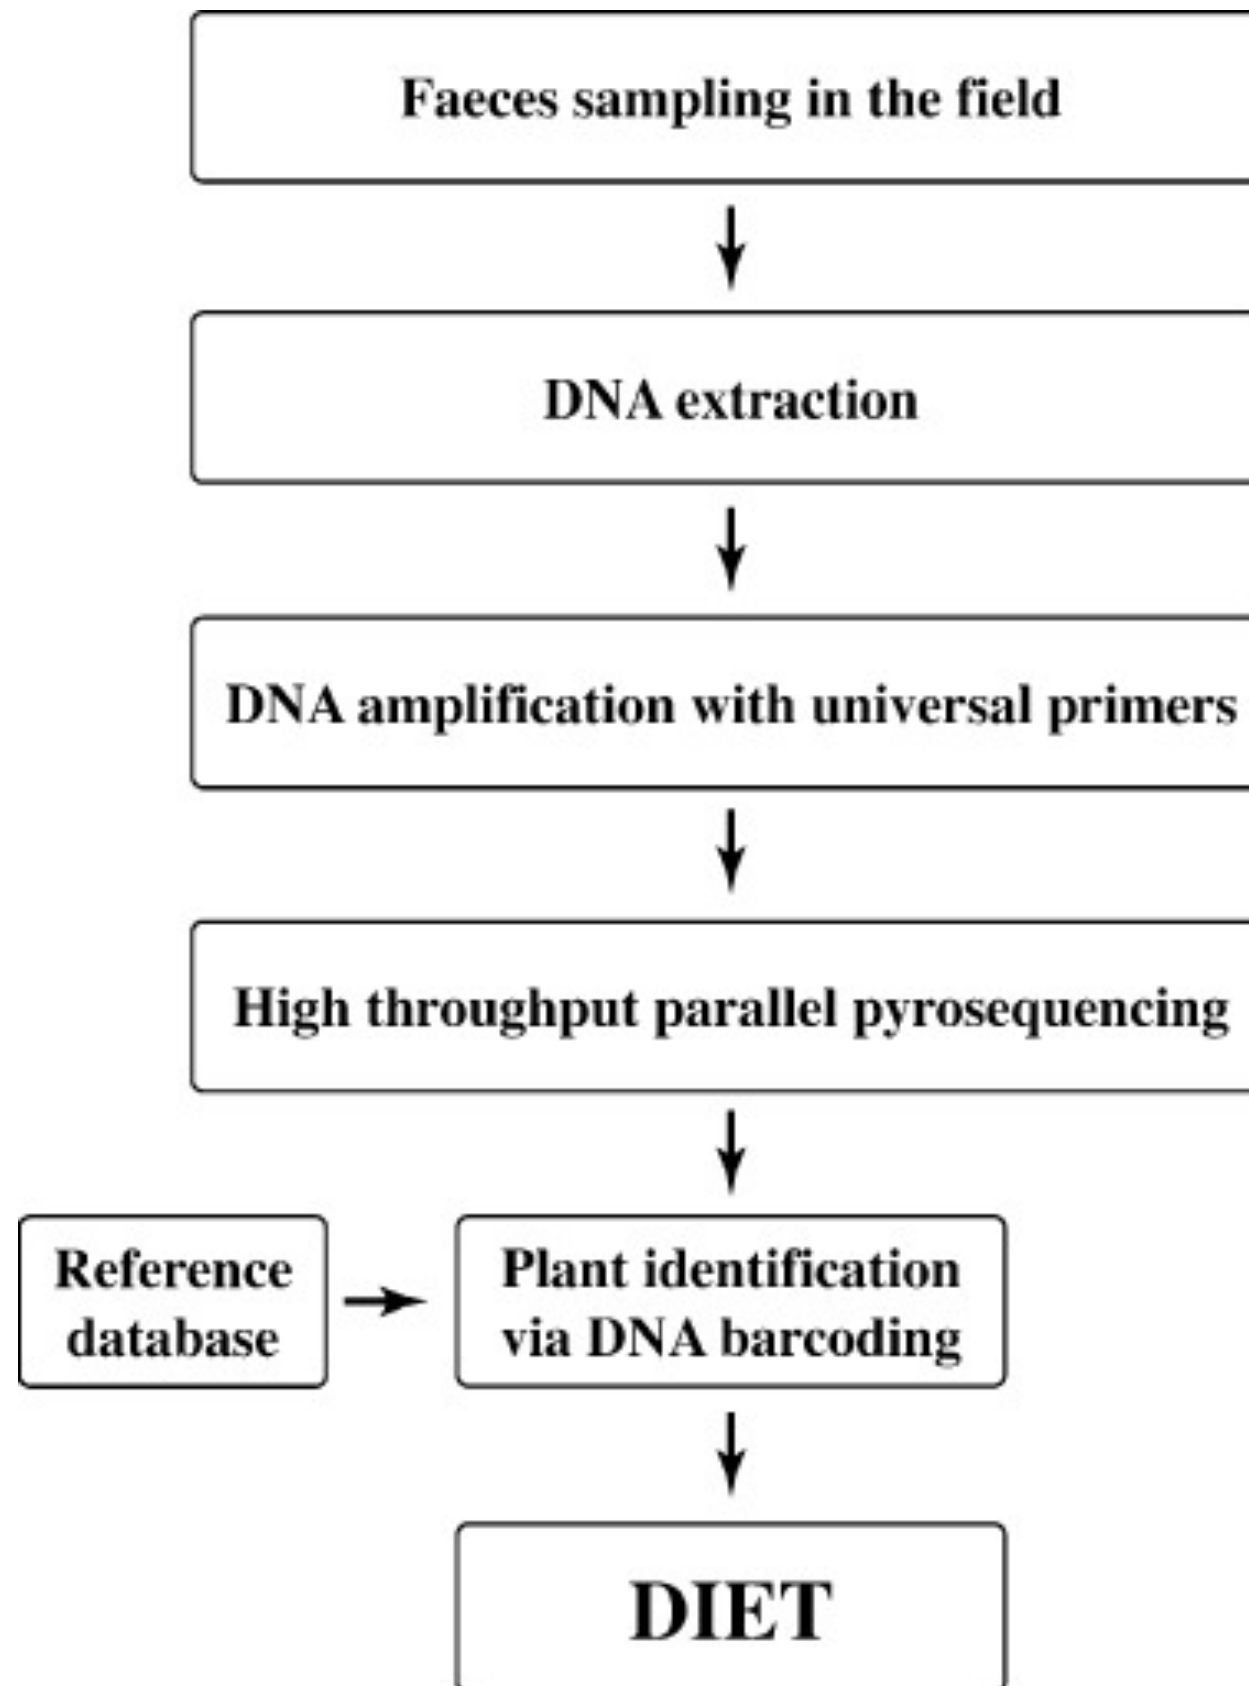 Faeces sampling in the field
DNA extraction
DNA amplification with universal primers
High throughput parallel pyrosequencing
Reference
database
Plant identification
via DNA barcoding
DIET